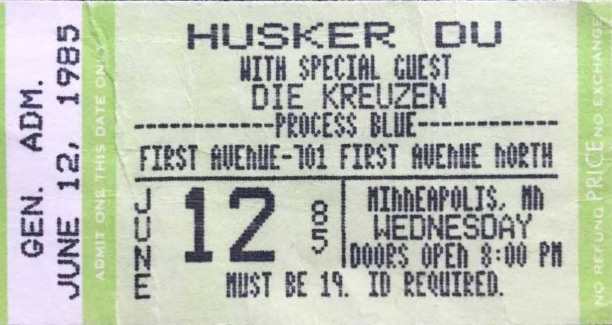 GEN. ADM.
JUNE 12, 1985
ADMIT ONE THIS DATE ONLY
HUSKER DU
WITH SPECIAL GUEST
DIE KREUZEN
------------PROCESS BLUE------------
FIRST AVENUE-701 FIRST AVENUE NORTH
JUNE
12
85
MINNEAPOLIS, MN
WEDNESDAY
DOORS OPEN 8:00 PM
MUST BE 19. ID REQUIRED.
NO REFUND PRICE NO EXCHANGE